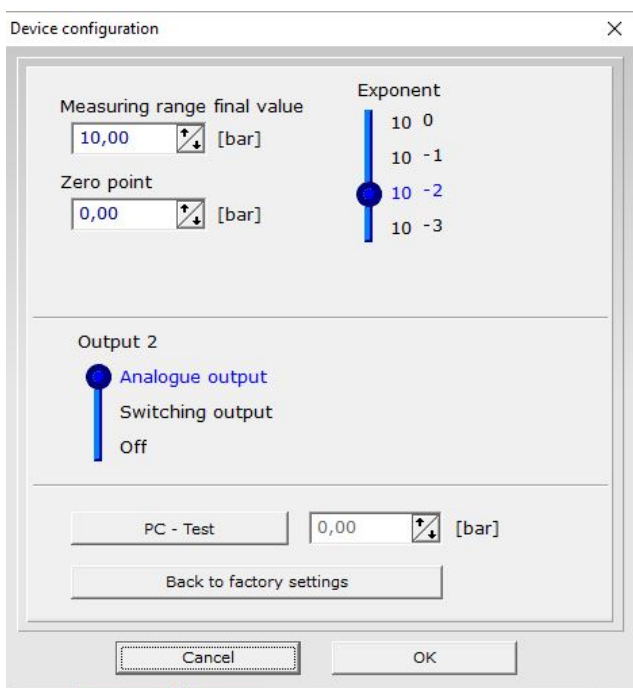 Device configuration
Measuring range final value
10,00 [bar]
Zero point
0,00 [bar]
Exponent
10 0
10 -1
10 -2
10 -3
Output 2
Analogue output
Switching output
Off
PC - Test 0,00 [bar]
Back to factory settings
Cancel OK